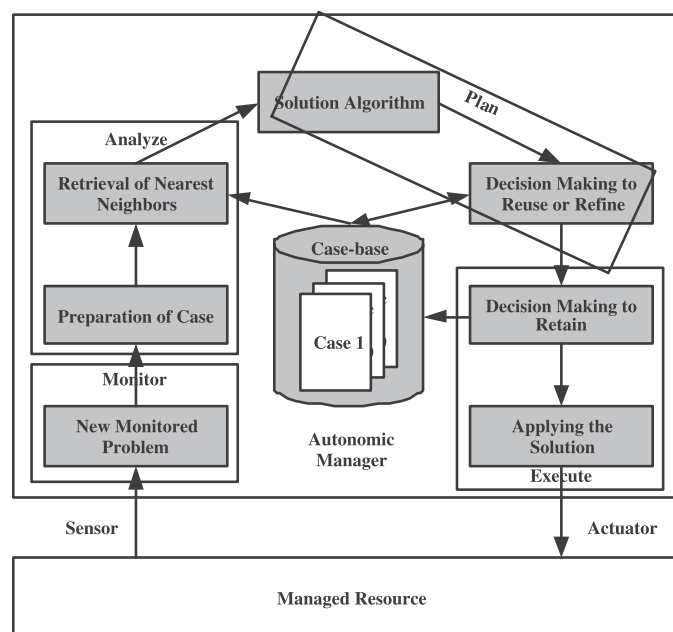 Solution Algorithm
Plan
Analyze
Retrieval of Nearest
Neighbors
Decision Making to
Reuse or Refine
Case-base
Preparation of Case
Case 1
Decision Making to
Retain
Monitor
New Monitored
Problem
Autonomic
Manager
Applying the
Solution
Execute
Sensor
Actuator
Managed Resource